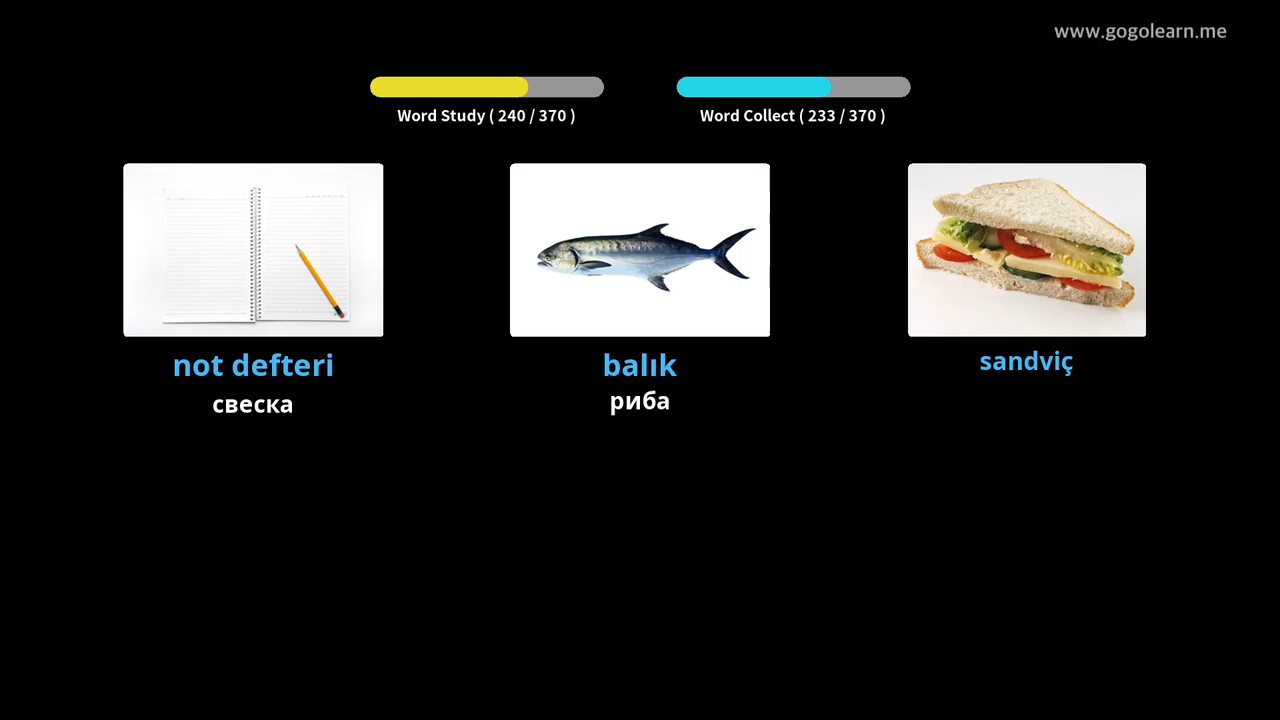 www.gogolearn.me
Word Study ( 240 / 370 )
Word Collect ( 233 / 370 )
not defteri
свеска
balık
риба
sandviç